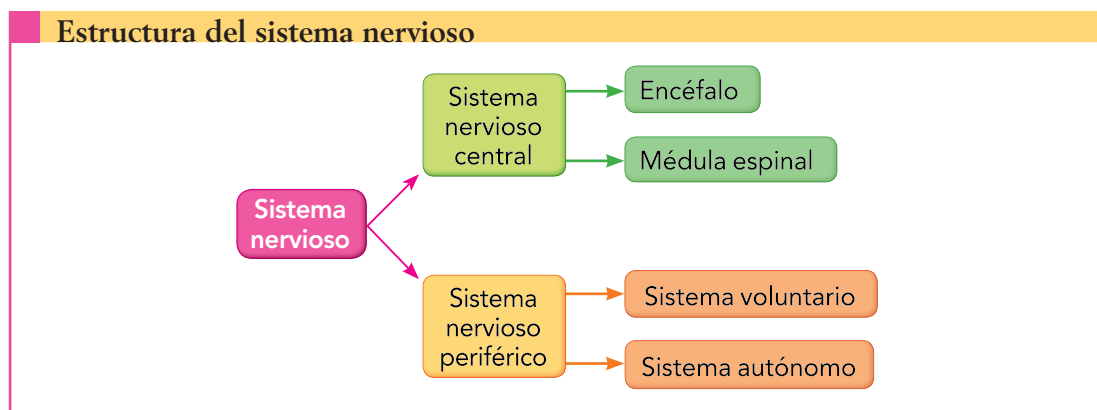 Estructura del sistema nervioso
Sistema
nervioso
Sistema
nervioso
central
Encéfalo
Médula espinal
Sistema
nervioso
periférico
Sistema voluntario
Sistema autónomo